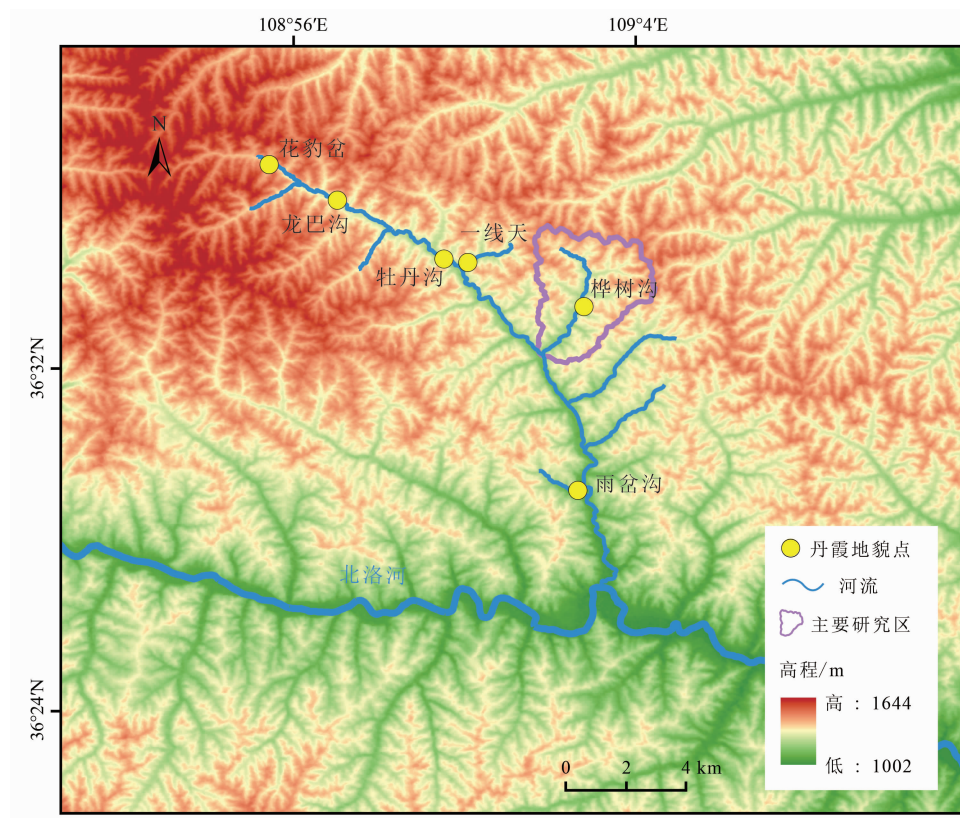 108°56′E
109°4′E
N
花豹岔
龙巴沟
一线天
牡丹沟
桦树沟
36°32′N
雨岔沟
北洛河
36°24′N
丹霞地貌点
河流
主要研究区
高程/m
高 : 1644
低 : 1002
0 2 4 km